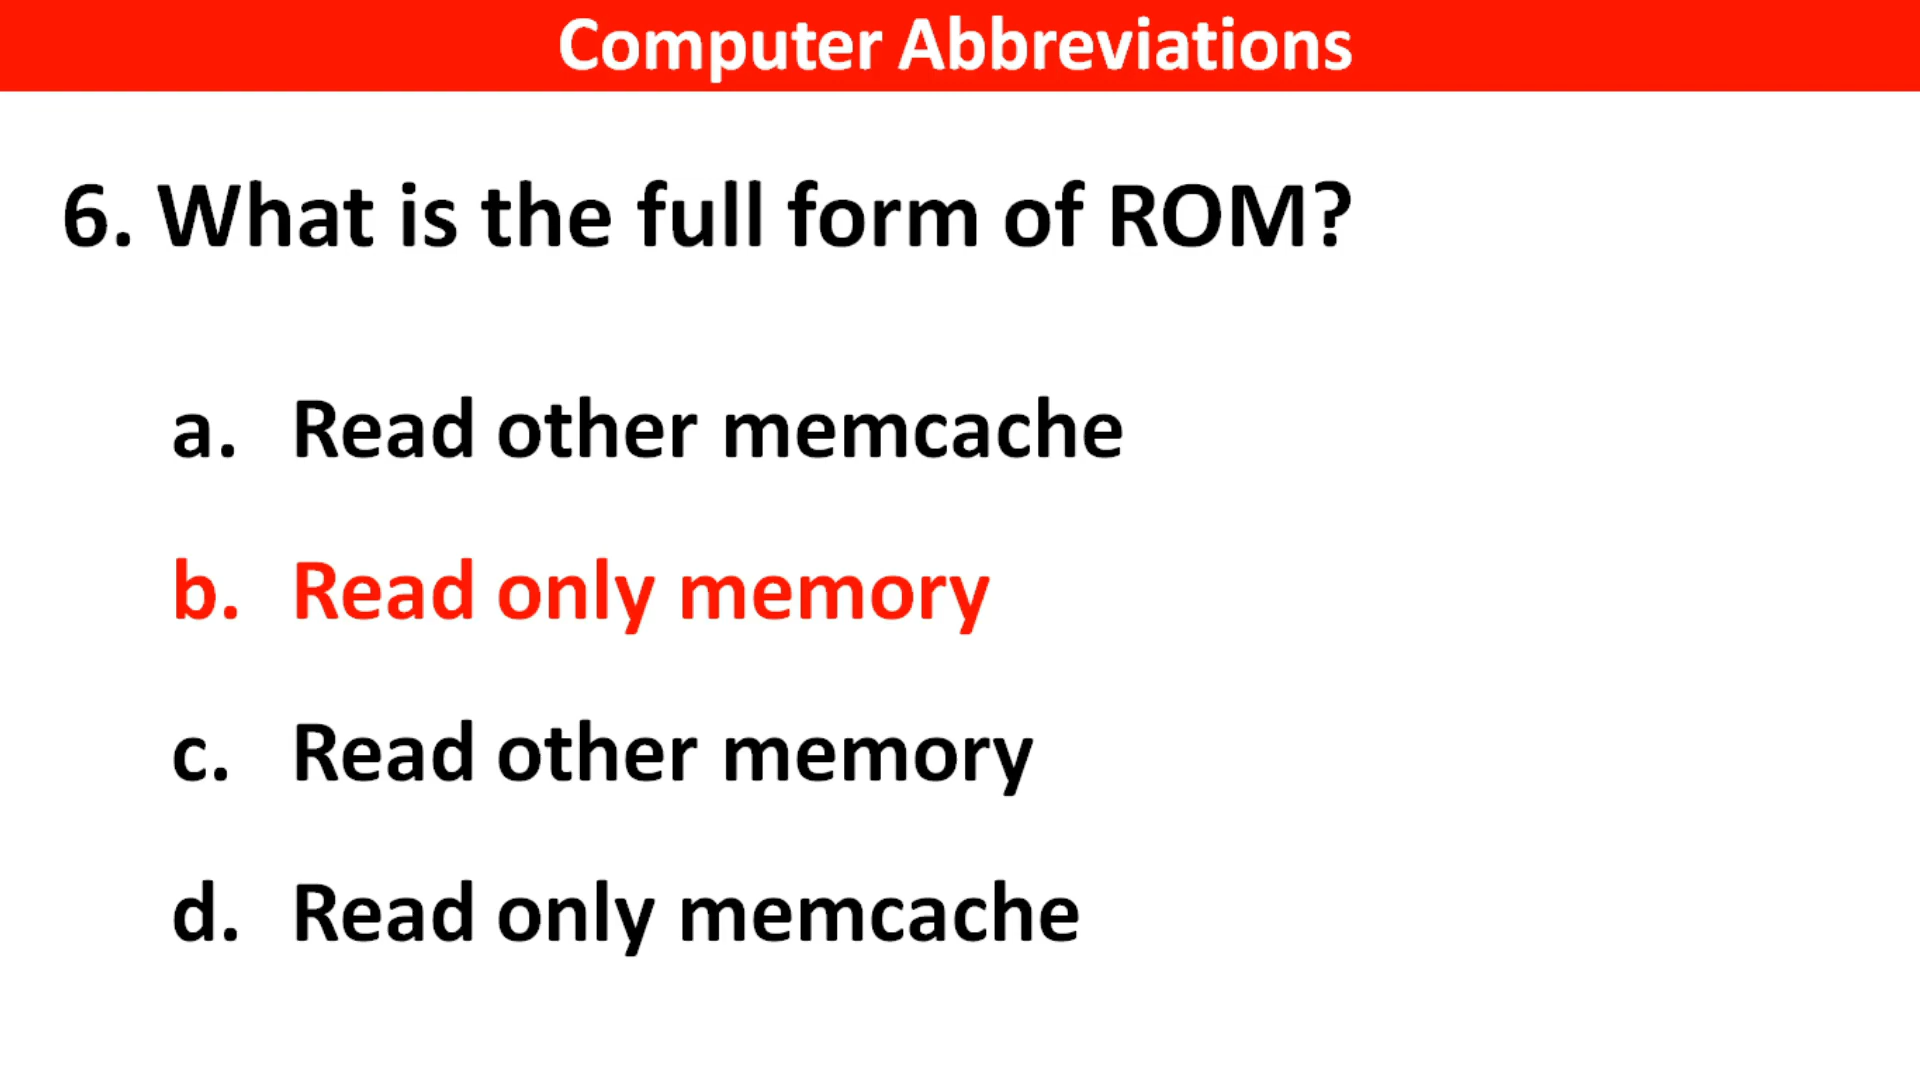 Computer Abbreviations
6. What is the full form of ROM?
a. Read other memcache
b. Read only memory
c. Read other memory
d. Read only memcache